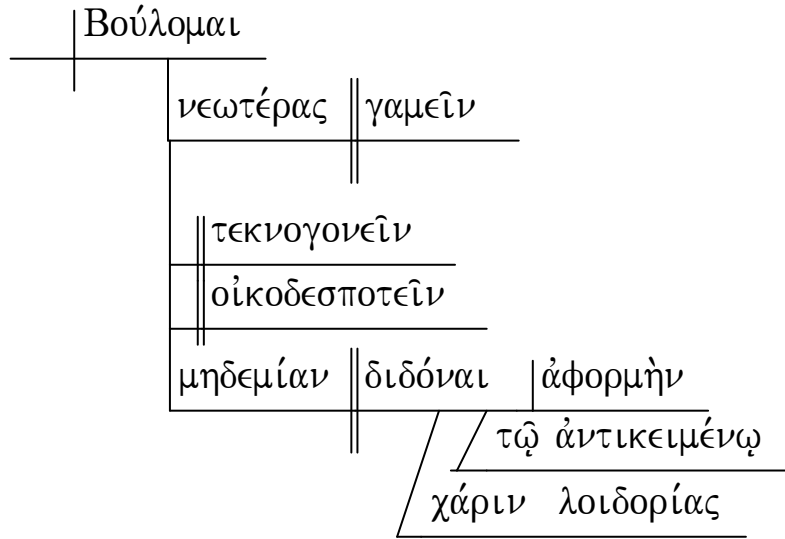 Βούλομαι
νεωτέρας γαμεῖν
τεκνογονεῖν
οἰκοδεσποτεῖν
μηδεμίαν διδόναι ἀφορμὴν
τῷ ἀντικειμένῳ
χάριν λοιδορίας